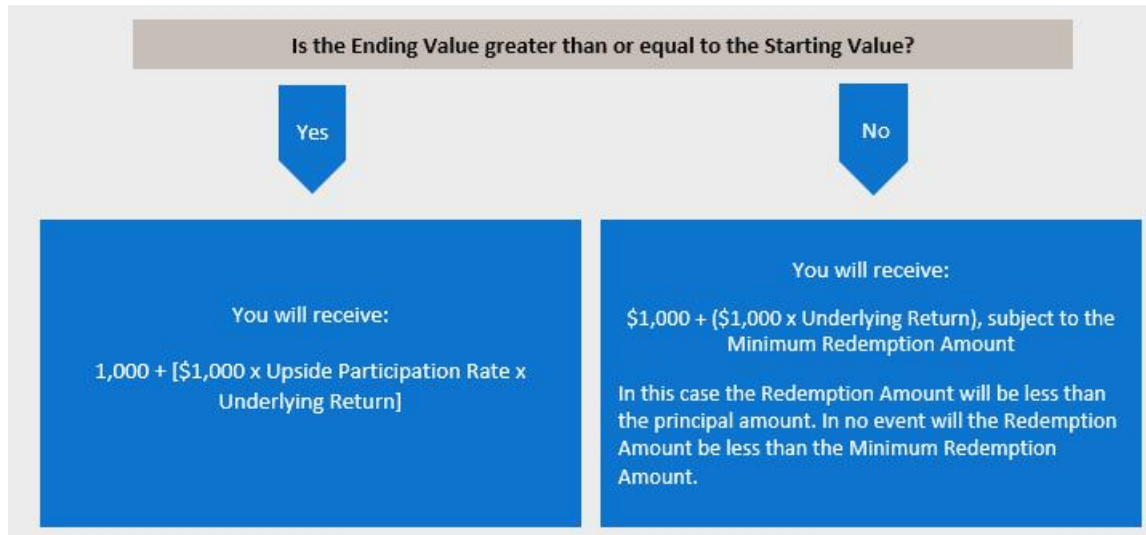 Is the Ending Value greater than or equal to the Starting Value?
Yes
No
You will receive:
1,000 + [$1,000 x Upside Participation Rate x
Underlying Return]
You will receive:
$1,000 + ($1,000 x Underlying Return), subject to the
Minimum Redemption Amount
In this case the Redemption Amount will be less than
the principal amount. In no event will the Redemption
Amount be less than the Minimum Redemption
Amount.